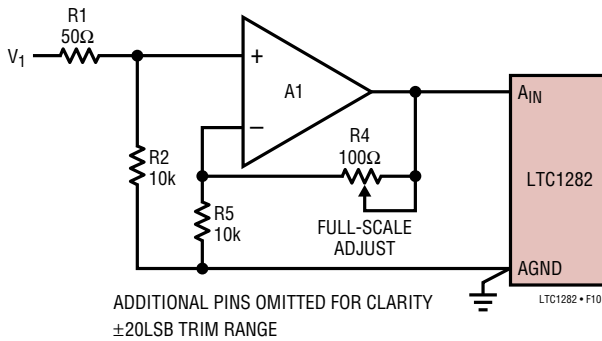 R1
50Ω
V1
+
A1
−
R2
10k
R4
100Ω
FULL-SCALE
ADJUST
R5
10k
AIN
LTC1282
AGND
LTC1282 • F10
ADDITIONAL PINS OMITTED FOR CLARITY
±20LSB TRIM RANGE